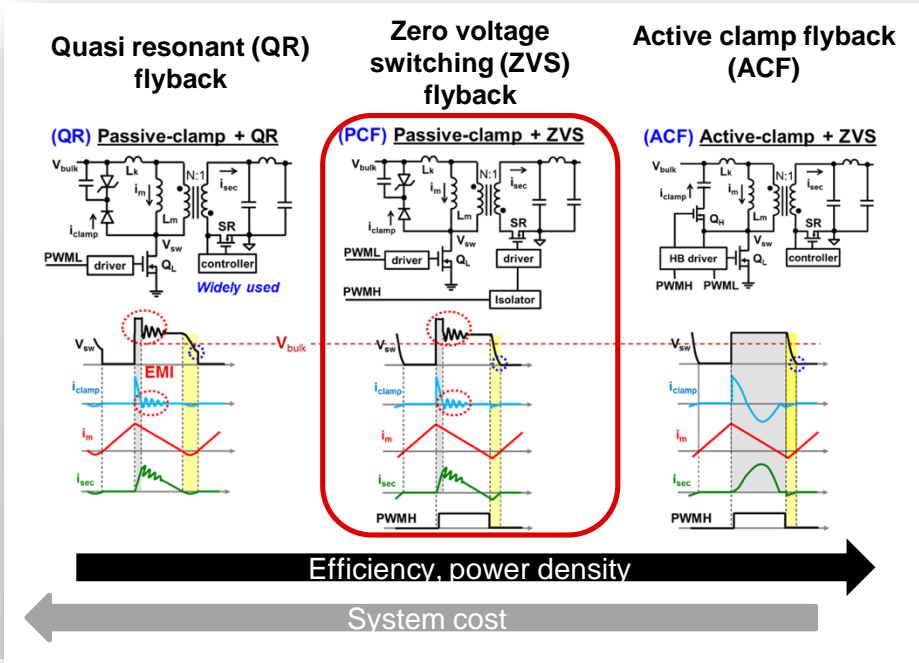 Quasi resonant (QR)
flyback
Zero voltage
switching (ZVS)
flyback
Active clamp flyback
(ACF)
(QR) Passive-clamp + QR
V bulk
Lk
N:1
im
isec
Lm
iclamp
SR
Vsw
PWML
driver
QL
controller
Widely used
Vsw
EMI
Vbulk
iclamp
im
isec
(PCF) Passive-clamp + ZVS
Vbulk
Lk
N:1
im
isec
Lm
iclamp
SR
Vsw
PWML
driver
QL
driver
PWMH
Isolator
Vsw
iclamp
im
isec
PWMH
(ACF) Active-clamp + ZVS
Vbulk
Lk
N:1
iclamp
im
isec
QH
Lm
SR
Vsw
HB driver
QL
controller
PWMH PWML
Vsw
iclamp
im
isec
PWMH
Efficiency, power density
System cost